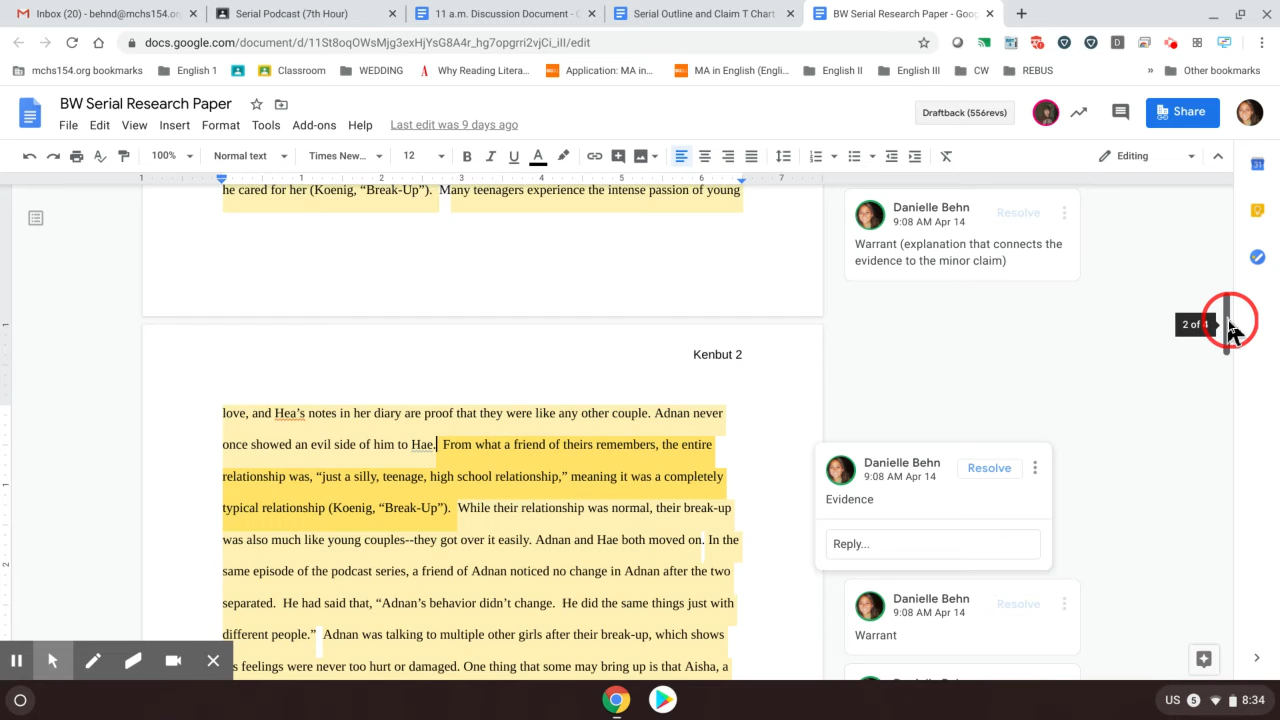 Inbox (20) - behnd@mchs154.or
Serial Podcast (7th Hour)
11 a.m. Discussion Document - G
Serial Outline and Claim T Chart
BW Serial Research Paper - Goog
docs.google.com/document/d/11St8oqOWsMjg3exHjYsG8A4r_hg7opgrri2vjCi_iII/edit
mchs154.org bookmarks
English 1
Classroom
WEDDING
Why Reading Litera...
Application: MA in...
MA in English (Engli...
English II
English III
CW
REBUS
»
Other bookmarks
BW Serial Research Paper
Draftback (556revs)
Share
File Edit View Insert Format Tools Add-ons Help Last edit was 9 days ago
100% Normal text Times New... 12 B I U A Editing
1 1 2 3 4 5 6 7
he cared for her (Koenig, “Break-Up”).  Many teenagers experience the intense passion of young
Danielle Behn
9:08 AM Apr 14
Resolve
Warrant (explanation that connects the
evidence to the minor claim)
2 of 4
Kenbut 2
love, and Hea’s notes in her diary are proof that they were like any other couple. Adnan never
once showed an evil side of him to Hae.  From what a friend of theirs remembers, the entire
relationship was, “just a silly, teenage, high school relationship,” meaning it was a completely
typical relationship (Koenig, “Break-Up”).  While their relationship was normal, their break-up
was also much like young couples--they got over it easily. Adnan and Hae both moved on. In the
same episode of the podcast series, a friend of Adnan noticed no change in Adnan after the two
separated.  He had said that, “Adnan’s behavior didn’t change.  He did the same things just with
different people.”  Adnan was talking to multiple other girls after their break-up, which shows
s feelings were never too hurt or damaged. One thing that some may bring up is that Aisha, a
Danielle Behn
9:08 AM Apr 14
Resolve
Evidence
Reply...
Danielle Behn
9:08 AM Apr 14
Resolve
Warrant
US 5 8:34